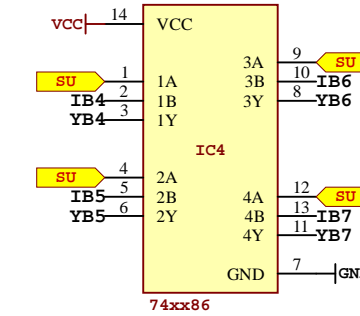 VCC 14 VCC
3A 9 SU
SU 1 1A 3B 10 IB6
IB4 2 1B 3Y 8 YB6
YB4 3 1Y
IC4
SU 4 2A 4A 12 SU
IB5 5 2B 4B 13 IB7
YB5 6 2Y 4Y 11 YB7
GND 7 GN
74xx86